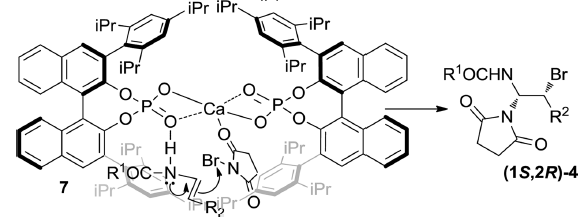 iPr iPr iPr
iPr iPr
iPr iPr
O O P O O Ca O O P O O
R¹OCHN Br
R²
N
O O
H O
Br N
O
R¹OC N
R₂
7
iPr iPr iPr iPr
(1S,2R)-4